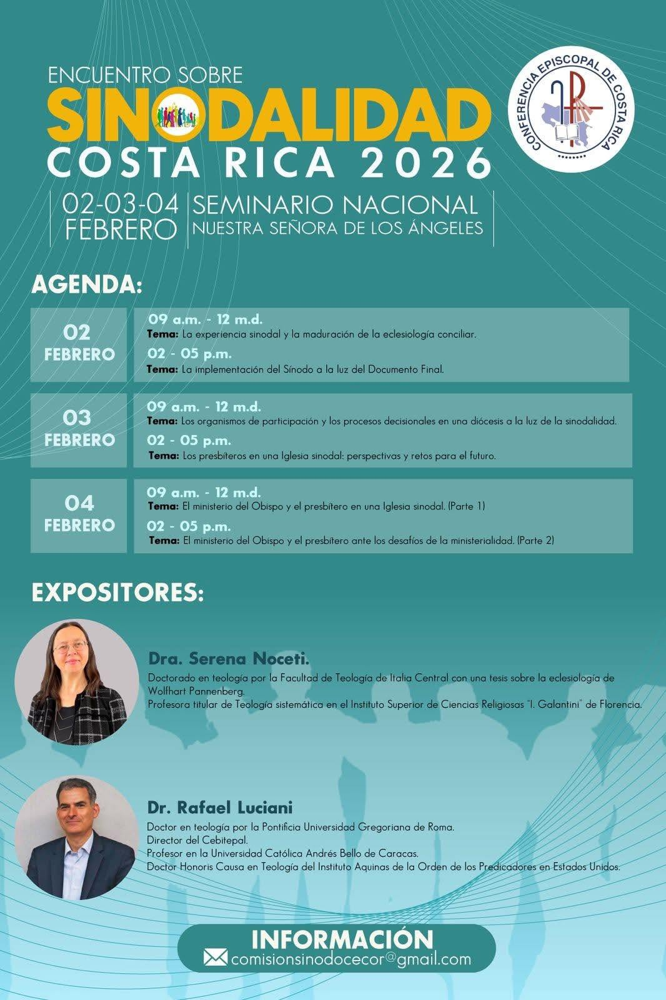 ENCUENTRO SOBRE
SINODALIDAD
COSTA RICA 2026
CONFERENCIA EPISCOPAL DE COSTA RICA
02-03-04
FEBRERO
SEMINARIO NACIONAL
NUESTRA SEÑORA DE LOS ÁNGELES
AGENDA:
02
FEBRERO
09 a.m. - 12 m.d.
Tema: La experiencia sinodal y la maduración de la eclesiología conciliar.
02 - 05 p.m.
Tema: La implementación del Sínodo a la luz del Documento Final.
03
FEBRERO
09 a.m. - 12 m.d.
Tema: Los organismos de participación y los procesos decisionales en una diócesis a la luz de la sinodalidad.
02 - 05 p.m.
Tema: Los presbíteros en una Iglesia sinodal: perspectivas y retos para el futuro.
04
FEBRERO
09 a.m. - 12 m.d.
Tema: El ministerio del Obispo y el presbítero en una Iglesia sinodal. (Parte 1)
02 - 05 p.m.
Tema: El ministerio del Obispo y el presbítero ante los desafíos de la ministerialidad. (Parte 2)
EXPOSITORES:
Dra. Serena Noceti.
Doctorado en teología por la Facultad de Teología de Italia Central con una tesis sobre la eclesiología de
Wolfhart Pannenberg.
Profesora titular de Teología sistemática en el Instituto Superior de Ciencias Religiosas "I. Galantini" de Florencia.
Dr. Rafael Luciani
Doctor en teología por la Pontificia Universidad Gregoriana de Roma.
Director del Cebitepal.
Profesor en la Universidad Católica Andrés Bello de Caracas.
Doctor Honoris Causa en Teología del Instituto Aquinas de la Orden de los Predicadores en Estados Unidos.
INFORMACIÓN
comisionsinodocecor@gmail.com